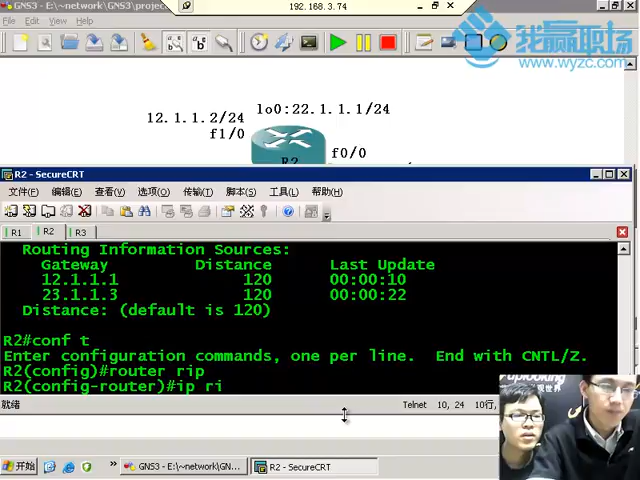 GNS3 - E:\~network\GNS3\project
192.168.3.74
File Edit View
我赢职场
www.wyzc.com
lo0:22.1.1.1/24
12.1.1.2/24
f1/0
f0/0
R2
R2 - SecureCRT
文件(F) 编辑(E) 查看(V) 选项(O) 传输(T) 脚本(S) 工具(L) 帮助(H)
R1 R2 R3
Routing Information Sources:
Gateway Distance Last Update
12.1.1.1 120 00:00:10
23.1.1.3 120 00:00:22
Distance: (default is 120)
R2#conf t
Enter configuration commands, one per line. End with CNTL/Z.
R2(config)#router rip
R2(config-router)#ip ri
就绪 Telnet 10, 24 10行,
uplooking
开始 » GNS3 - E:\~network\GN... R2 - SecureCRT